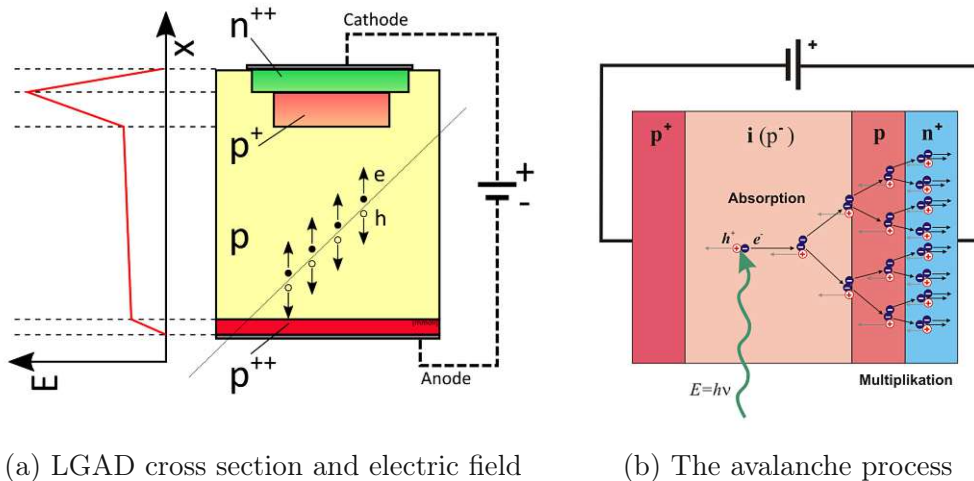 X
E
n++
Cathode
p+
e
h
p
+
-
p++
Anode
(a) LGAD cross section and electric field
+
p+
i (p-)
p
n+
Absorption
h+
e-
E=hν
Multiplikation
(b) The avalanche process